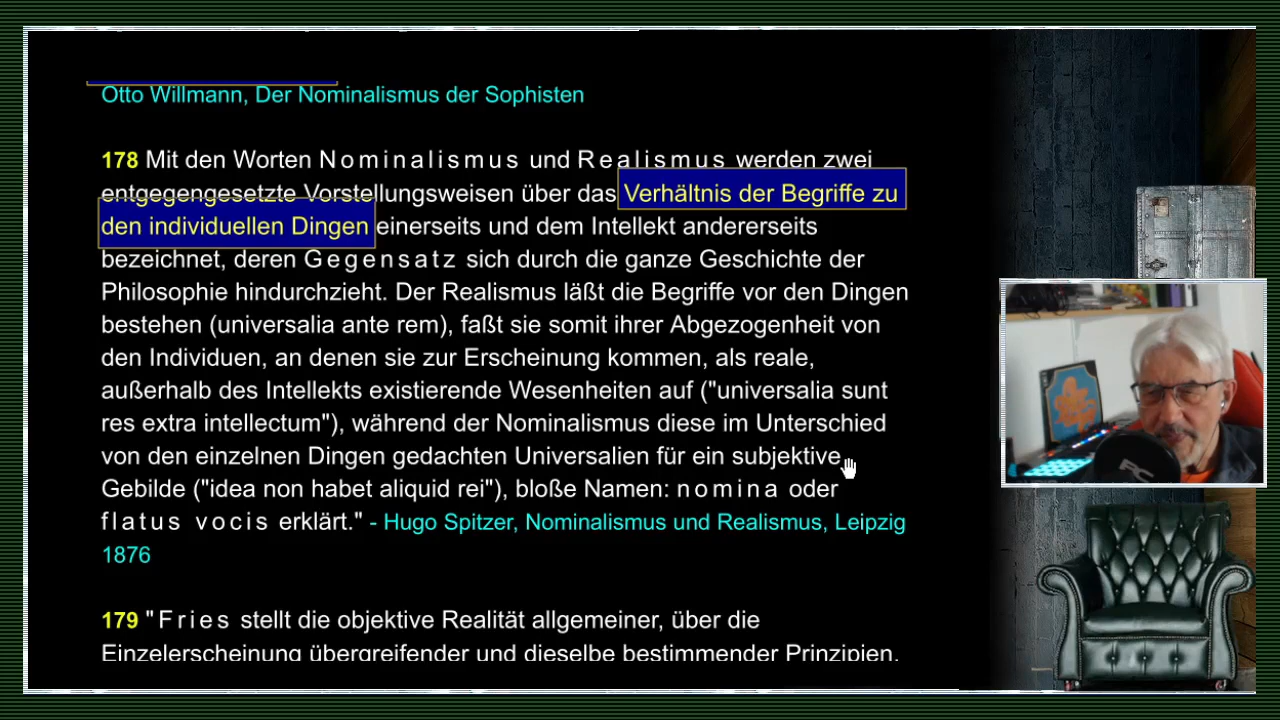 Otto Willmann, Der Nominalismus der Sophisten
178 Mit den Worten Nominalismus und Realismus werden zwei
entgegengesetzte Vorstellungsweisen über das Verhältnis der Begriffe zu
den individuellen Dingen einerseits und dem Intellekt andererseits
bezeichnet, deren Gegensatz sich durch die ganze Geschichte der
Philosophie hindurchzieht. Der Realismus läßt die Begriffe vor den Dingen
bestehen (universalia ante rem), faßt sie somit ihrer Abgezogenheit von
den Individuen, an denen sie zur Erscheinung kommen, als reale,
außerhalb des Intellekts existierende Wesenheiten auf ("universalia sunt
res extra intellectum"), während der Nominalismus diese im Unterschied
von den einzelnen Dingen gedachten Universalien für ein subjektive
Gebilde ("idea non habet aliquid rei"), bloße Namen: nomina oder
flatus vocis erklärt." - Hugo Spitzer, Nominalismus und Realismus, Leipzig
1876
179 "Fries stellt die objektive Realität allgemeiner, über die
Einzelerscheinung übergreifender und dieselbe bestimmender Prinzipien.
PC